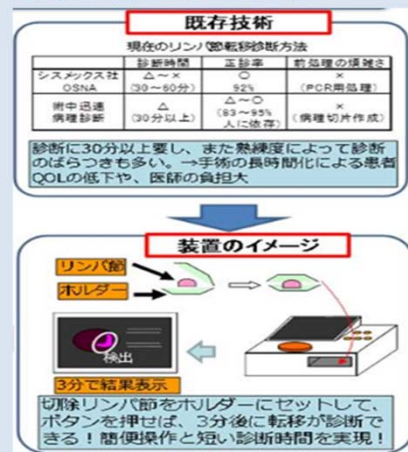 既存技術
現在のリンパ節転移診断方法
診断時間 正診率 前処理の煩雑さ
システメックス社 △～× ○ ×
OSNA (30～60分) 92% (PCR用処理)
術中迅速 △ △～○ ×
病理診断 (30分以上) (83～95% (病理切片作成)
人に依存)
診断に30分以上要し、また熟練度によって診断
のばらつきも多い。→手術の長時間化による患者
QOLの低下や、医師の負担大
装置のイメージ
リンパ節
ホルダー
検出
3分で結果表示
切除リンパ節をホルダーにセットして、
ボタンを押せば、3分後に転移が診断で
きる！簡便操作と短い診断時間を実現！